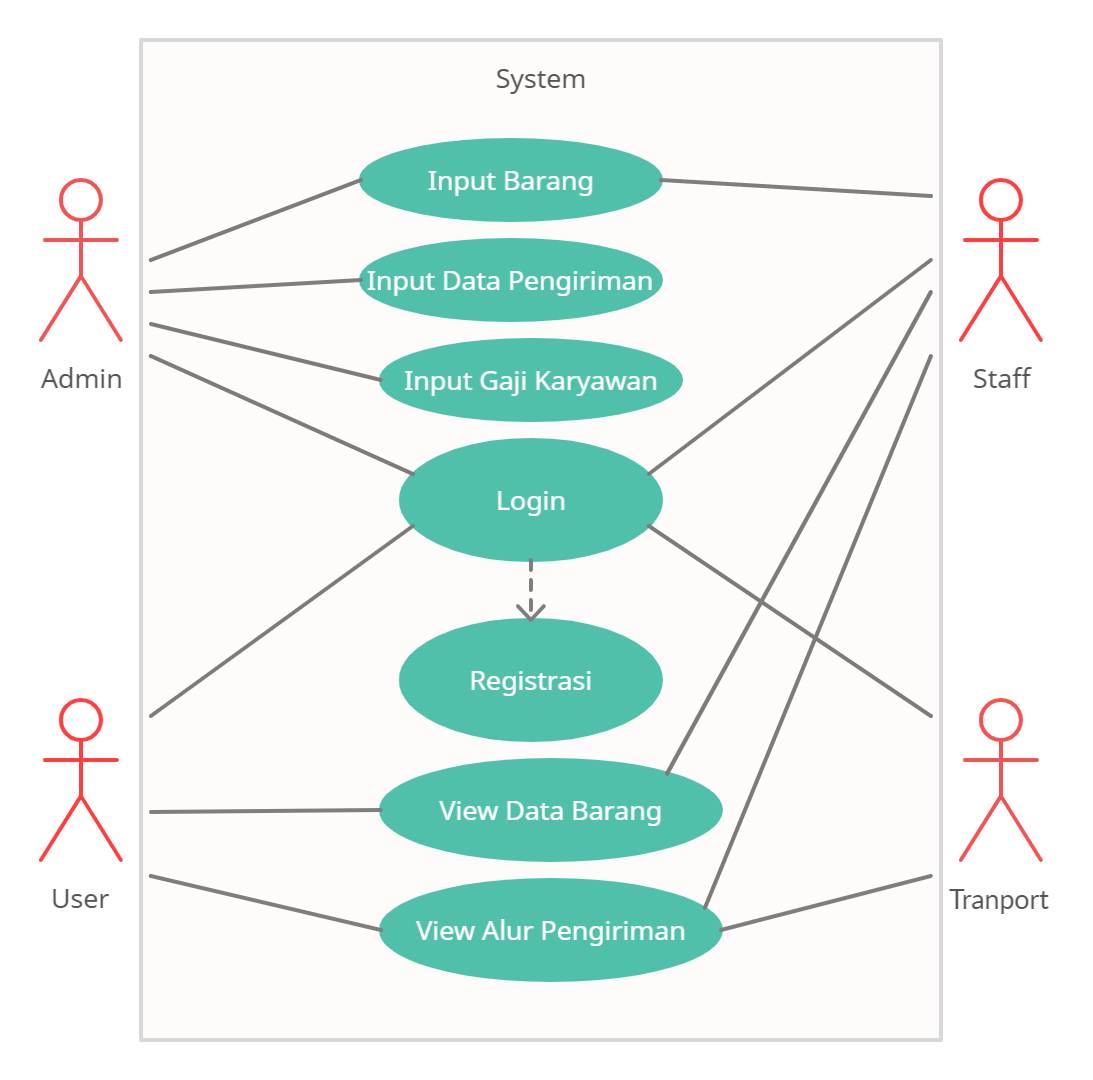 System
Input Barang
Input Data Pengiriman
Input Gaji Karyawan
Admin
Staff
Login
Registrasi
View Data Barang
User
Tranport
View Alur Pengiriman